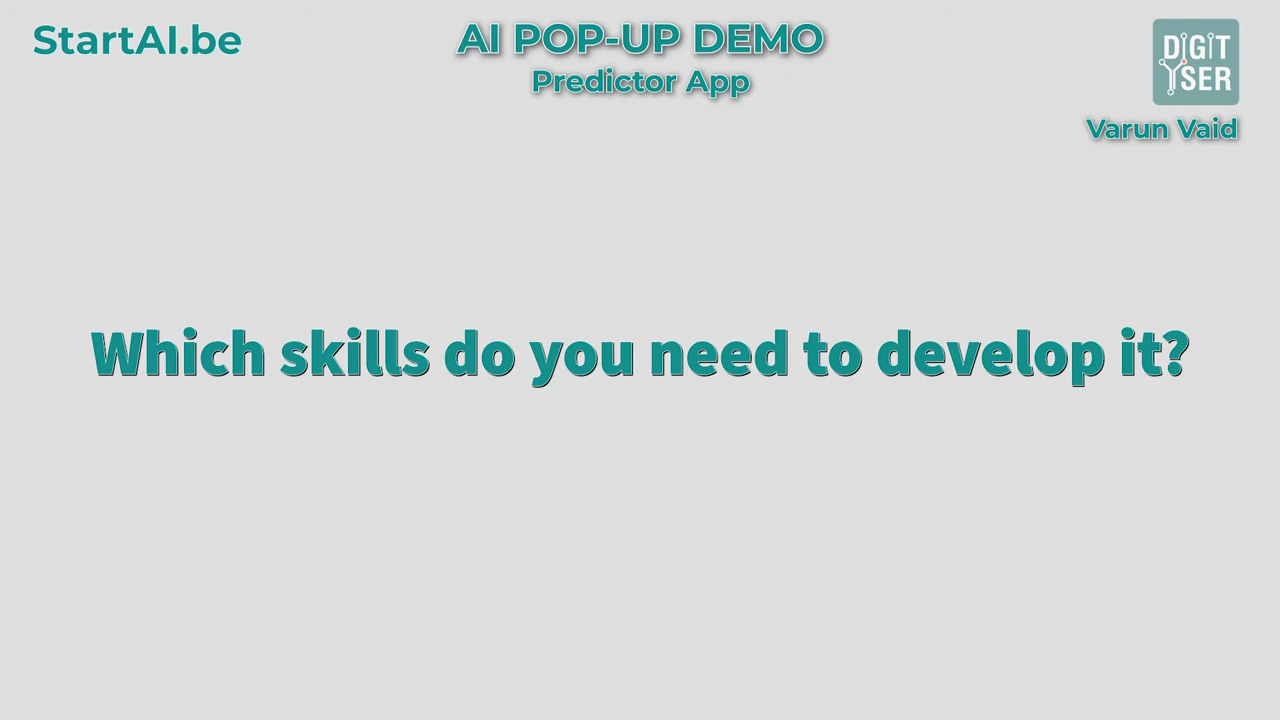 StartAI.be
AI POP-UP DEMO
Predictor App
DIGIT
YSER
Varun Vaid
Which skills do you need to develop it?